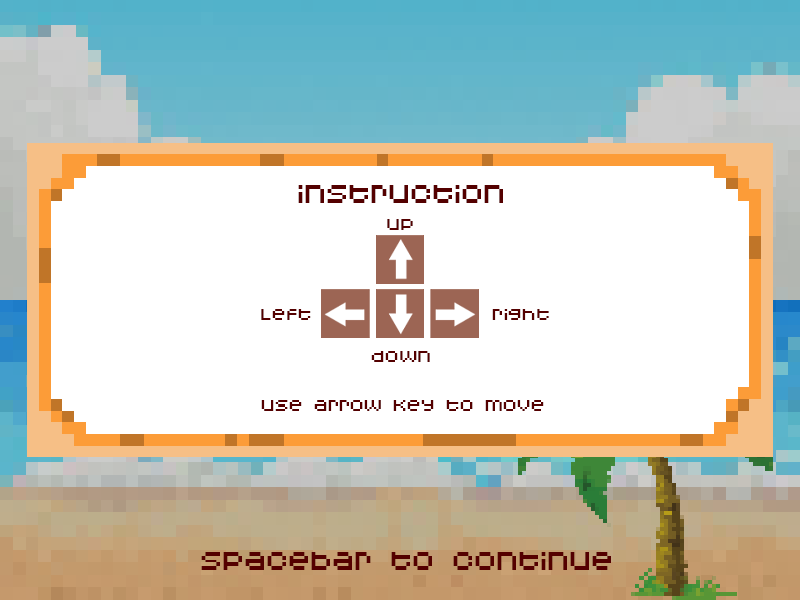 instruction
up
Left
right
down
use arrow key to move
spacebar to continue